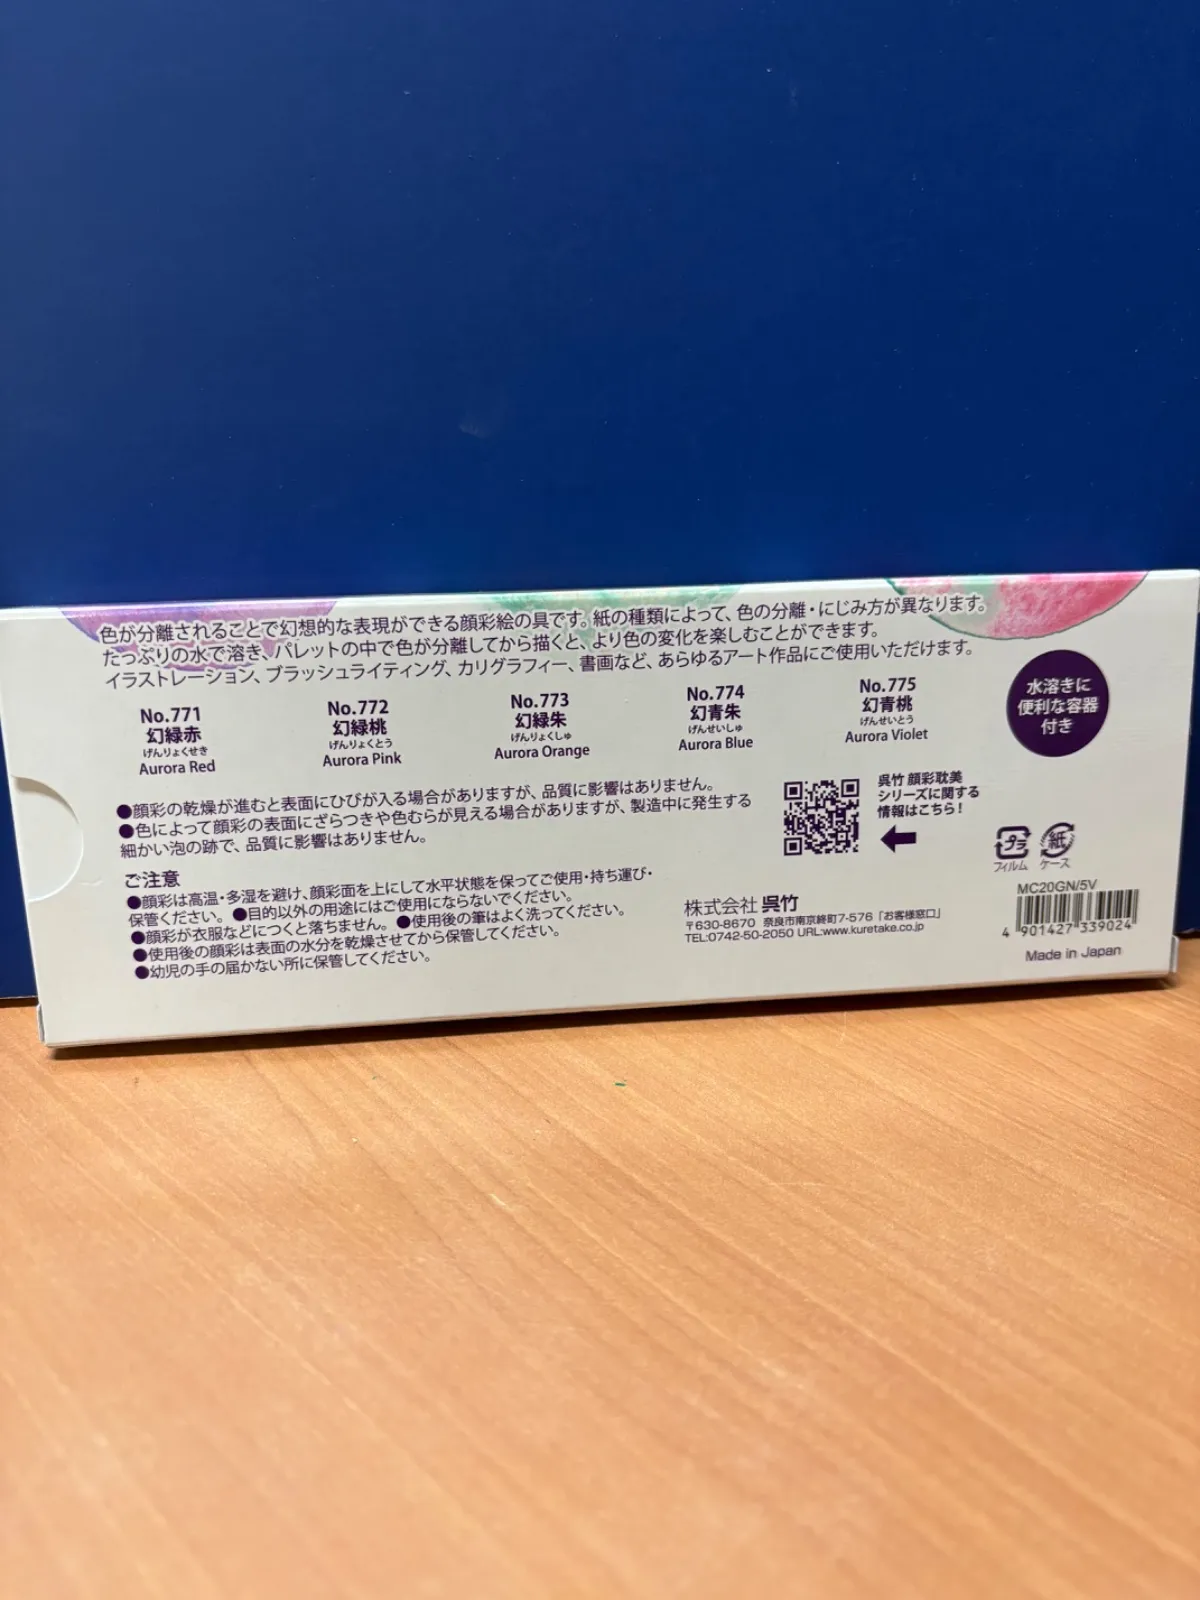 色が分離されることで幻想的な表現ができる顔彩絵の具です。紙の種類によって、色の分離・にじみ方が異なります。
たっぷりの水で溶き、パレットの中で色が分離してから描くと、より色の変化を楽しむことができます。
イラストレーション、ブラッシュライティング、カリグラフィー、書画など、あらゆるアート作品にご使用いただけます。
No.771
幻緑赤
げんりょくせき
Aurora Red
No.772
幻緑桃
げんりょくとう
Aurora Pink
No.773
幻緑朱
げんりょくしゅ
Aurora Orange
No.774
幻青朱
げんせいしゅ
Aurora Blue
No.775
幻青桃
げんせいとう
Aurora Violet
水溶きに
便利な容器
付き
●顔彩の乾燥が進むと表面にひびが入る場合がありますが、品質に影響はありません。
●色によって顔彩の表面にざらつきや色むらが見える場合がありますが、製造中に発生する
細かい泡の跡で、品質に影響はありません。
ご注意
●顔彩は高温・多湿を避け、顔彩面を上にして水平状態を保ってご使用・持ち運び・
保管ください。●目的以外の用途にはご使用にならないでください。
●顔彩が衣服などにつくと落ちません。●使用後の筆はよく洗ってください。
●使用後の顔彩は表面の水分を乾燥させてから保管してください。
●幼児の手の届かない所に保管してください。
呉竹 顔彩耽美
シリーズに関する
情報はこちら!
株式会社 呉竹
〒630-8670 奈良市南京終町7-576「お客様窓口」
TEL:0742-50-2050 URL:www.kuretake.co.jp
プラ
フィルム
紙
ケース
MC20GN/5V
4 901427 339024
Made in Japan